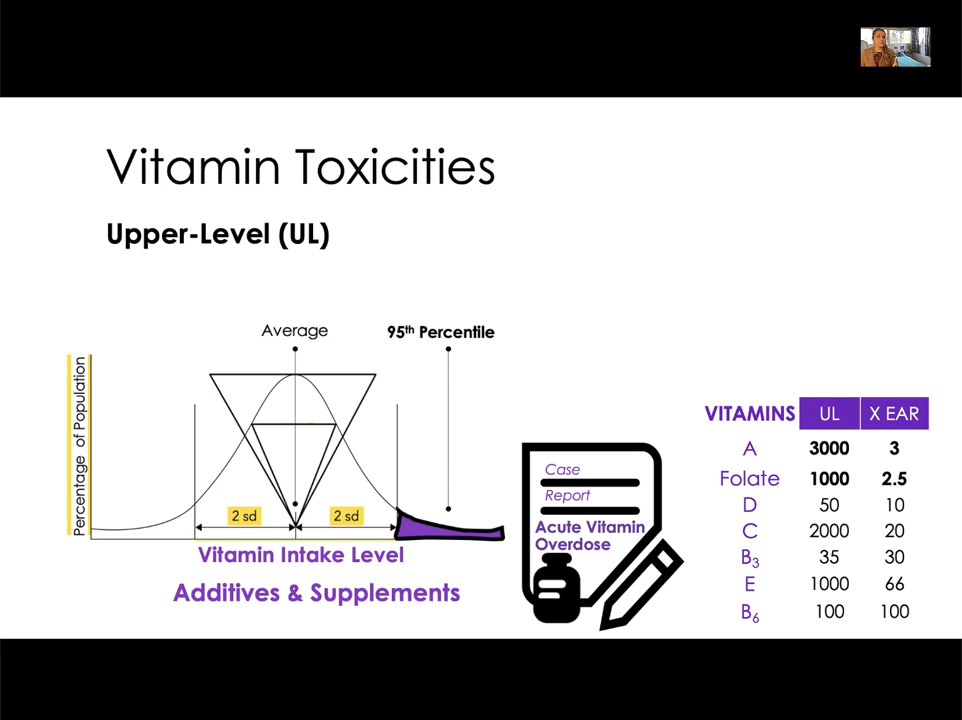 Vitamin Toxicities
Upper-Level (UL)
Average
95th Percentile
Percentage of Population
2 sd
2 sd
Vitamin Intake Level
Additives & Supplements
Case
Report
Acute Vitamin
Overdose
VITAMINS UL X EAR
A 3000 3
Folate 1000 2.5
D 50 10
C 2000 20
B3 35 30
E 1000 66
B6 100 100